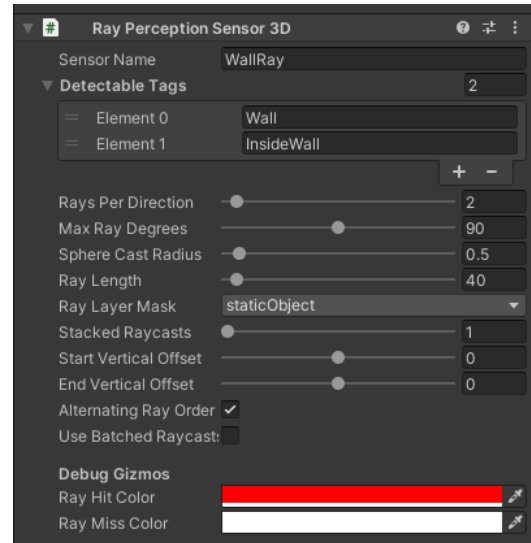 Ray Perception Sensor 3D
Sensor Name WallRay
Detectable Tags 2
Element 0 Wall
Element 1 InsideWall
+ -
Rays Per Direction 2
Max Ray Degrees 90
Sphere Cast Radius 0.5
Ray Length 40
Ray Layer Mask staticObject
Stacked Raycasts 1
Start Vertical Offset 0
End Vertical Offset 0
Alternating Ray Order
Use Batched Raycasts
Debug Gizmos
Ray Hit Color
Ray Miss Color